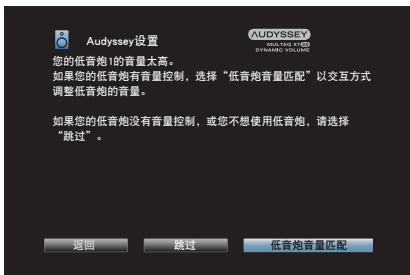 Audyssey设置
AUDYSSEY
MULTEQ XT32
DYNAMIC VOLUME
您的低音炮1的音量太高。
如果您的低音炮有音量控制，选择“低音炮音量匹配”以交互方式
调整低音炮的音量。
如果您的低音炮没有音量控制，或您不想使用低音炮，请选择
“跳过”。
返回
跳过
低音炮音量匹配